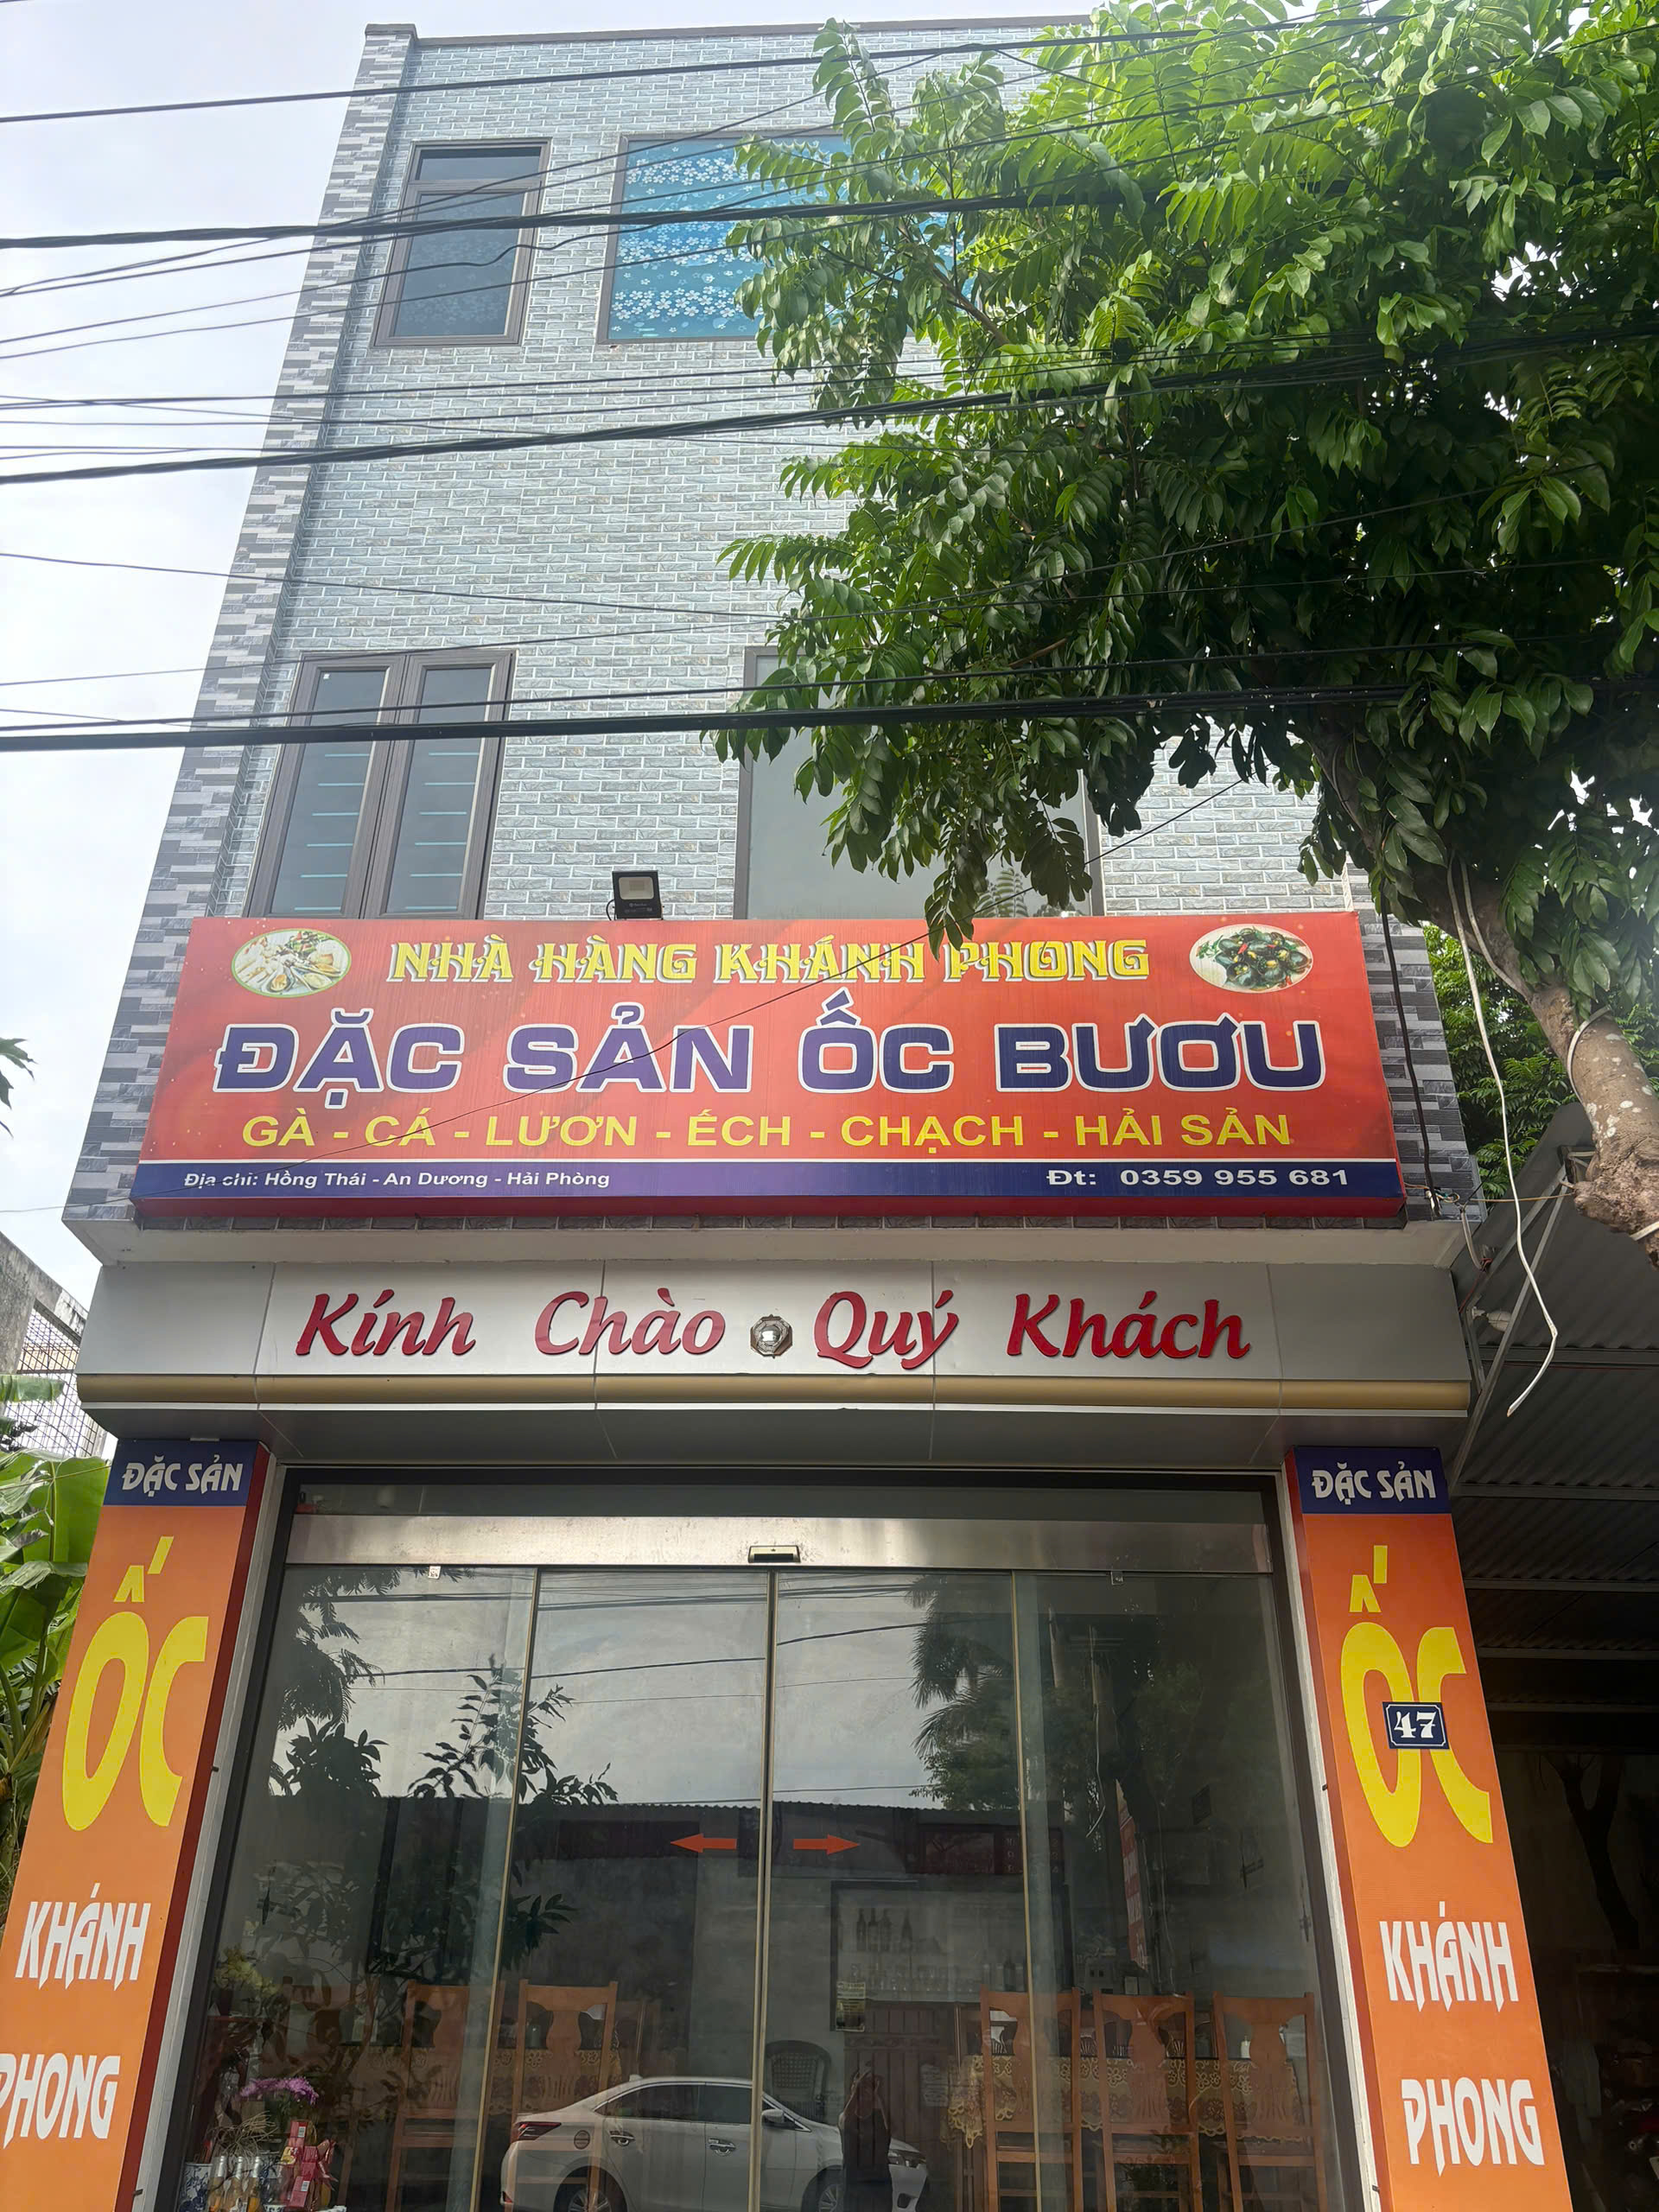 NHÀ HÀNG KHÁNH PHONG
ĐẶC SẢN ỐC BƯƠU
GÀ - CÁ - LƯƠN - ẾCH - CHẠCH - HẢI SẢN
Địa chỉ: Hồng Thái - An Dương - Hải Phòng
Đt: 0359 955 681
Kính Chào Quý Khách
ĐẶC SẢN
ỐC
KHÁNH
PHONG
ĐẶC SẢN
ỐC
47
KHÁNH
PHONG